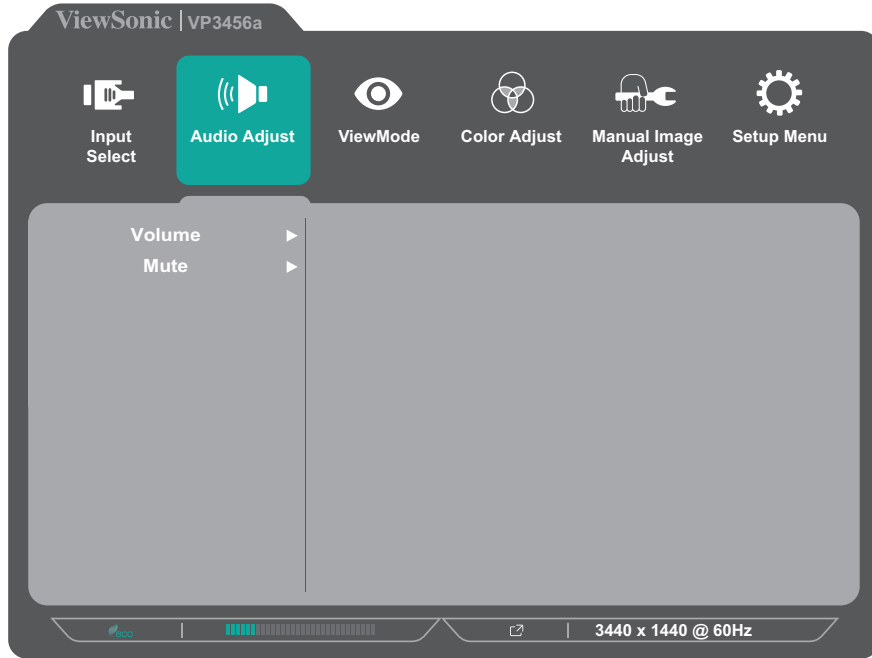 ViewSonic | VP3456a
Input
Select
Audio Adjust
ViewMode
Color Adjust
Manual Image
Adjust
Setup Menu
Volume
Mute
eco
3440 x 1440 @ 60Hz